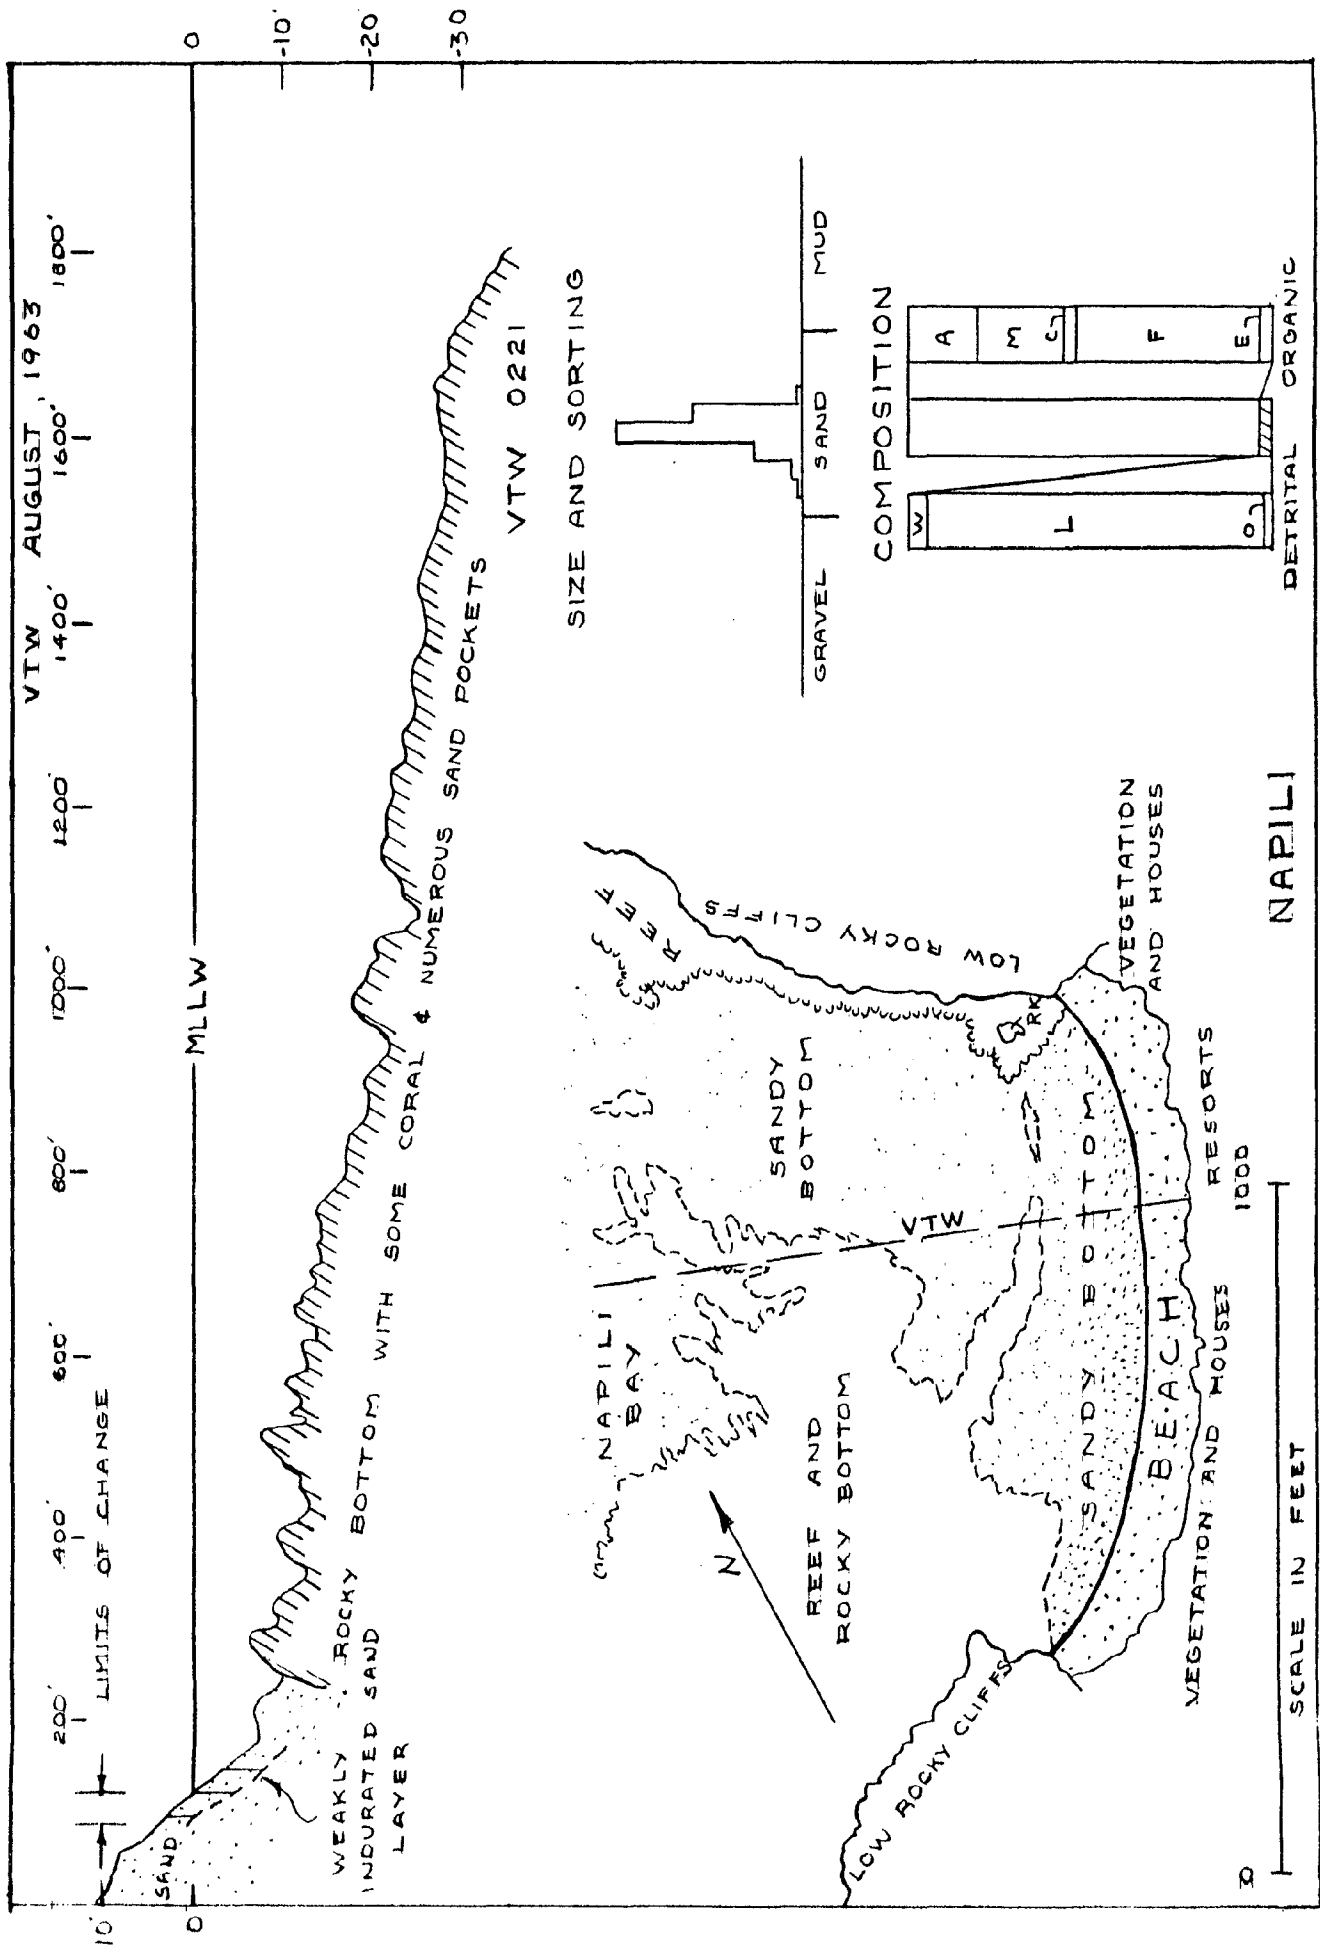 VTW AUGUST, 1963
200' 400' 600' 800' 1000' 1200' 1400' 1600' 1800'
LIMITS OF CHANGE
10'
0
0
-10'
-20
-30
MLLW
SAND
WEAKLY
INDURATED SAND
LAYER
ROCKY BOTTOM WITH SOME CORAL & NUMEROUS SAND POCKETS
VTW 0221
SIZE AND SORTING
GRAVEL SAND MUD
COMPOSITION
W
L
O
A
M
C
F
E
DETRITAL ORGANIC
NAPILI
BAY
N
REEF AND
ROCKY BOTTOM
SANDY
BOTTOM
REEF
LOW ROCKY CLIFFS
RK
VTW
SANDY BOTTOM
BEACH
LOW ROCKY CLIFFS
VEGETATION
AND HOUSES
VEGETATION AND HOUSES
RESORTS
0
1000
SCALE IN FEET
NAPILI